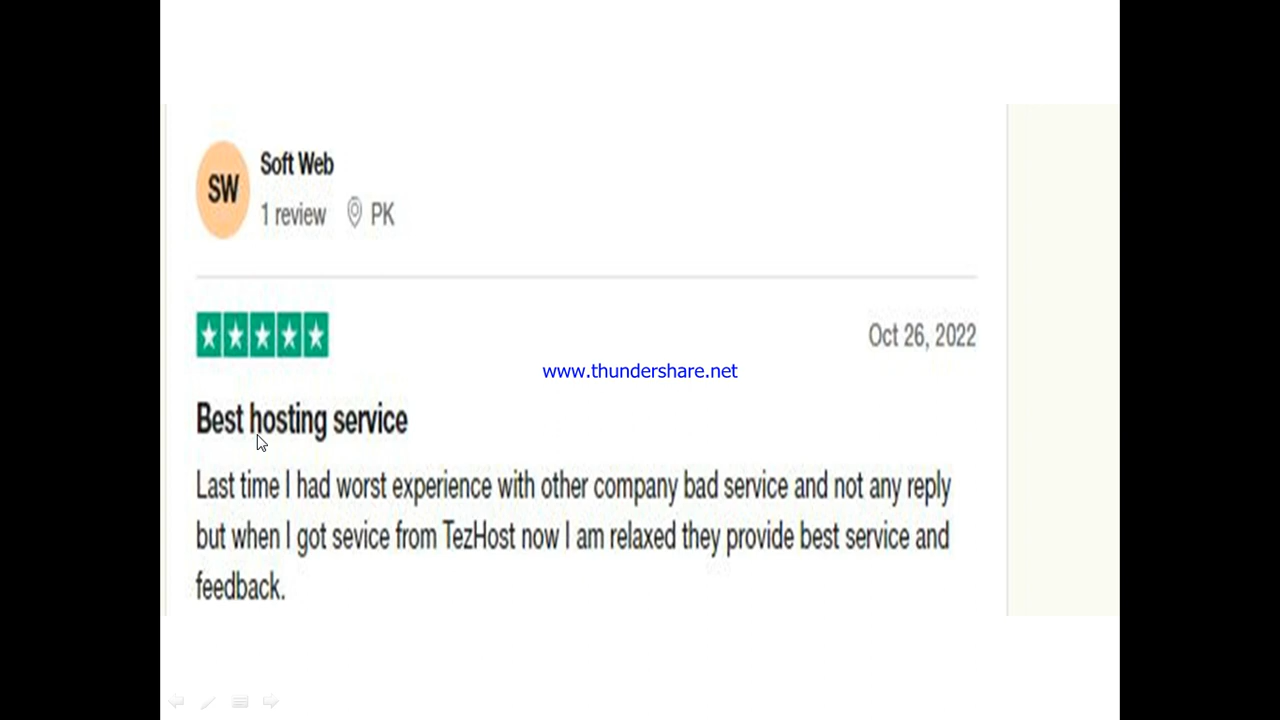 SW
Soft Web
1 review PK
Oct 26, 2022
www.thundershare.net
Best hosting service
Last time I had worst experience with other company bad service and not any reply
but when I got sevice from TezHost now I am relaxed they provide best service and
feedback.